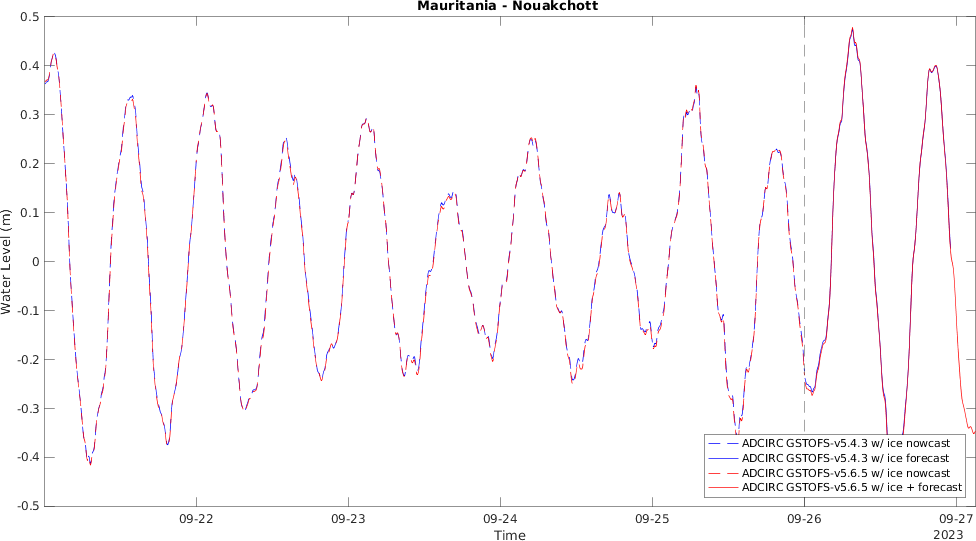 Mauritania - Nouakchott
0.5
0.4
0.3
0.2
0.1
0
-0.1
-0.2
-0.3
-0.4
-0.5
Water Level (m)
ADCIRC GSTOFS-v5.4.3 w/ ice nowcast
ADCIRC GSTOFS-v5.4.3 w/ ice forecast
ADCIRC GSTOFS-v5.6.5 w/ ice nowcast
ADCIRC GSTOFS-v5.6.5 w/ ice + forecast
09-22
09-23
09-24
09-25
09-26
09-27
Time
2023